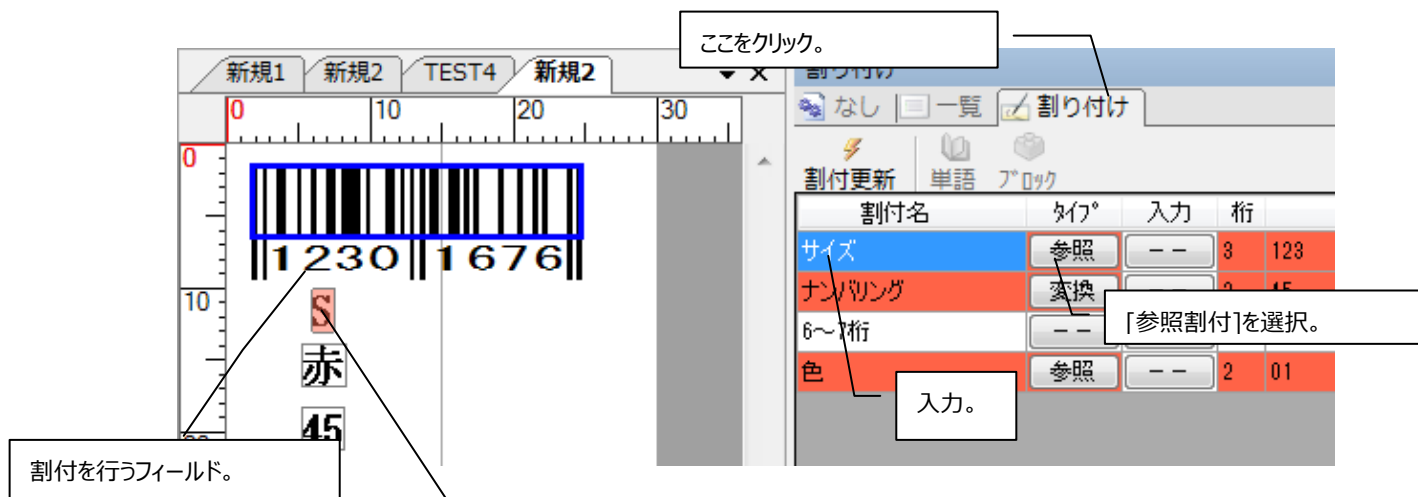 ここをクリック。
新規1 新規2 TEST4 新規2
割り付け
0 10 20 30
なし 一覧 割り付け
0
割付更新 単語 ブロック
割付名 タイプ 入力 桁
サイズ 参照 -- 3 123
1230 1676
ナンバリング 変換
10
S
「参照割付」を選択。
6～7桁 --
赤
色 参照 -- 2 01
入力。
45
割付を行うフィールド。